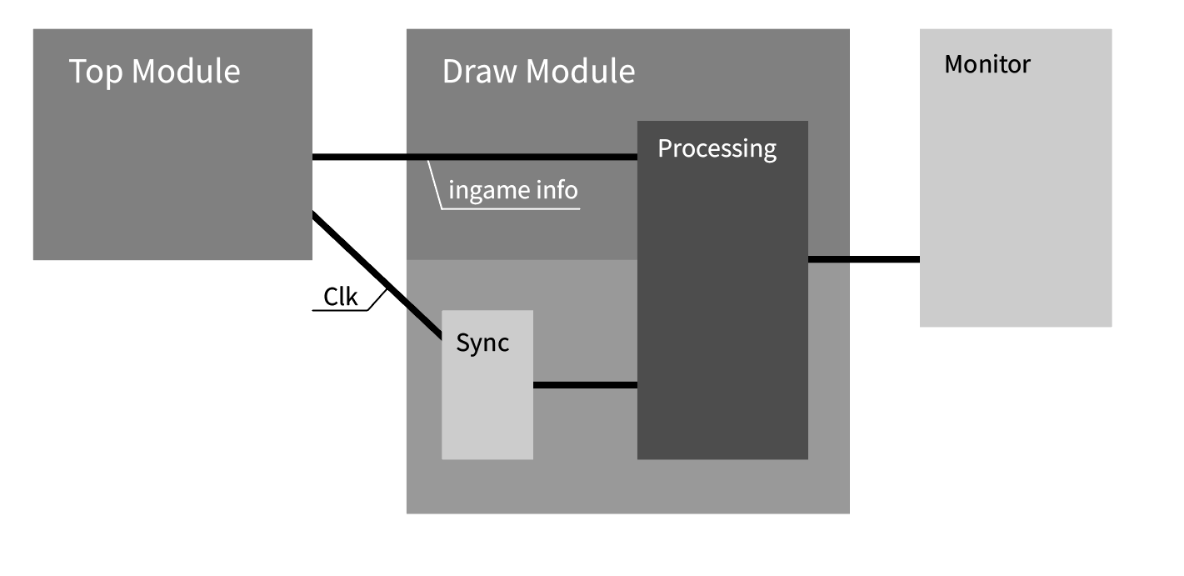 Top Module
Draw Module
Monitor
Processing
ingame info
Clk
Sync